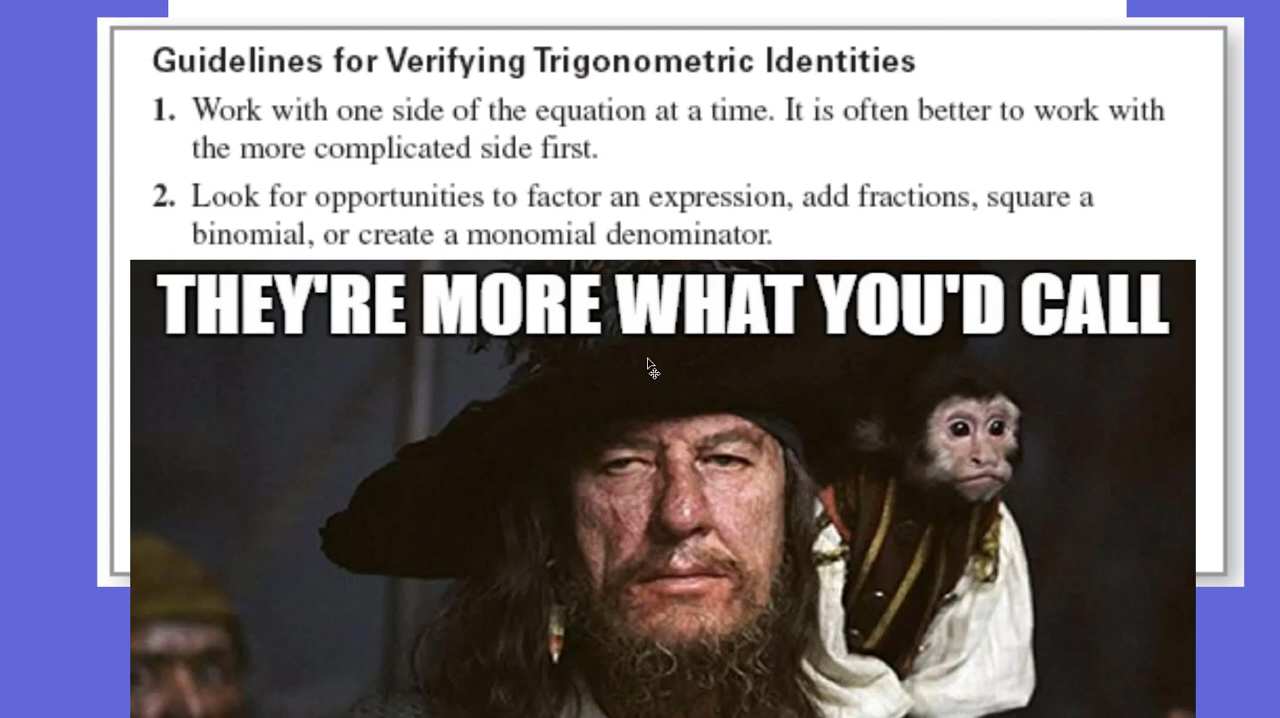 Guidelines for Verifying Trigonometric Identities
1. Work with one side of the equation at a time. It is often better to work with
the more complicated side first.
2. Look for opportunities to factor an expression, add fractions, square a
binomial, or create a monomial denominator.
THEY'RE MORE WHAT YOU'D CALL